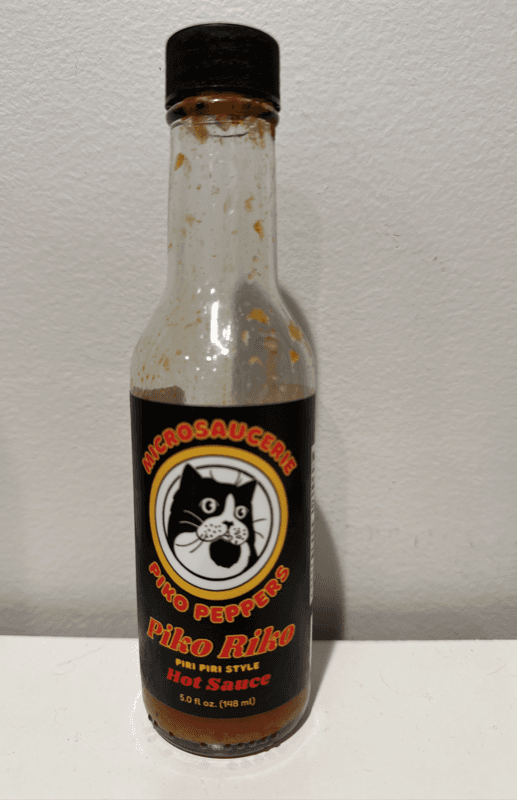 MICROSAUCERIE
PIKO PEPPERS
Piko Riko
PIRI PIRI STYLE
Hot Sauce
5.0 fl oz. (148 ml)